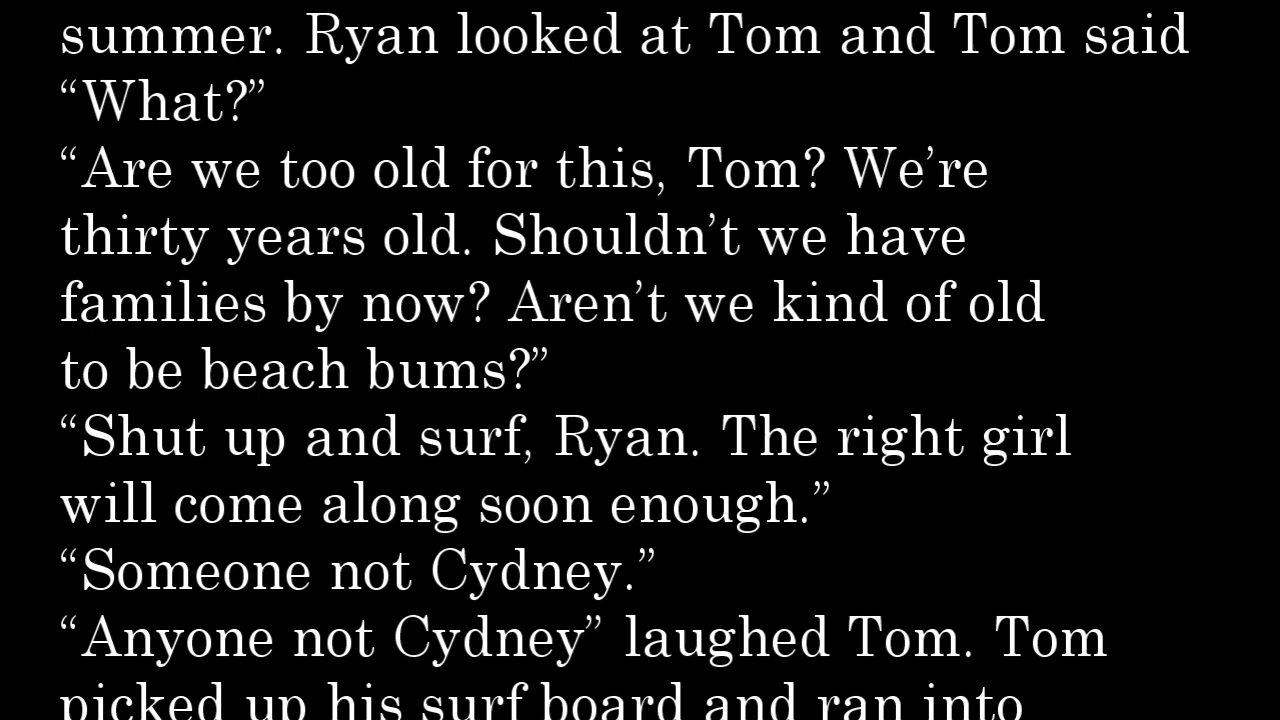 summer. Ryan looked at Tom and Tom said
“What?”
“Are we too old for this, Tom? We’re
thirty years old. Shouldn’t we have
families by now? Aren’t we kind of old
to be beach bums?”
“Shut up and surf, Ryan. The right girl
will come along soon enough.”
“Someone not Cydney.”
“Anyone not Cydney” laughed Tom. Tom
picked up his surf board and ran into